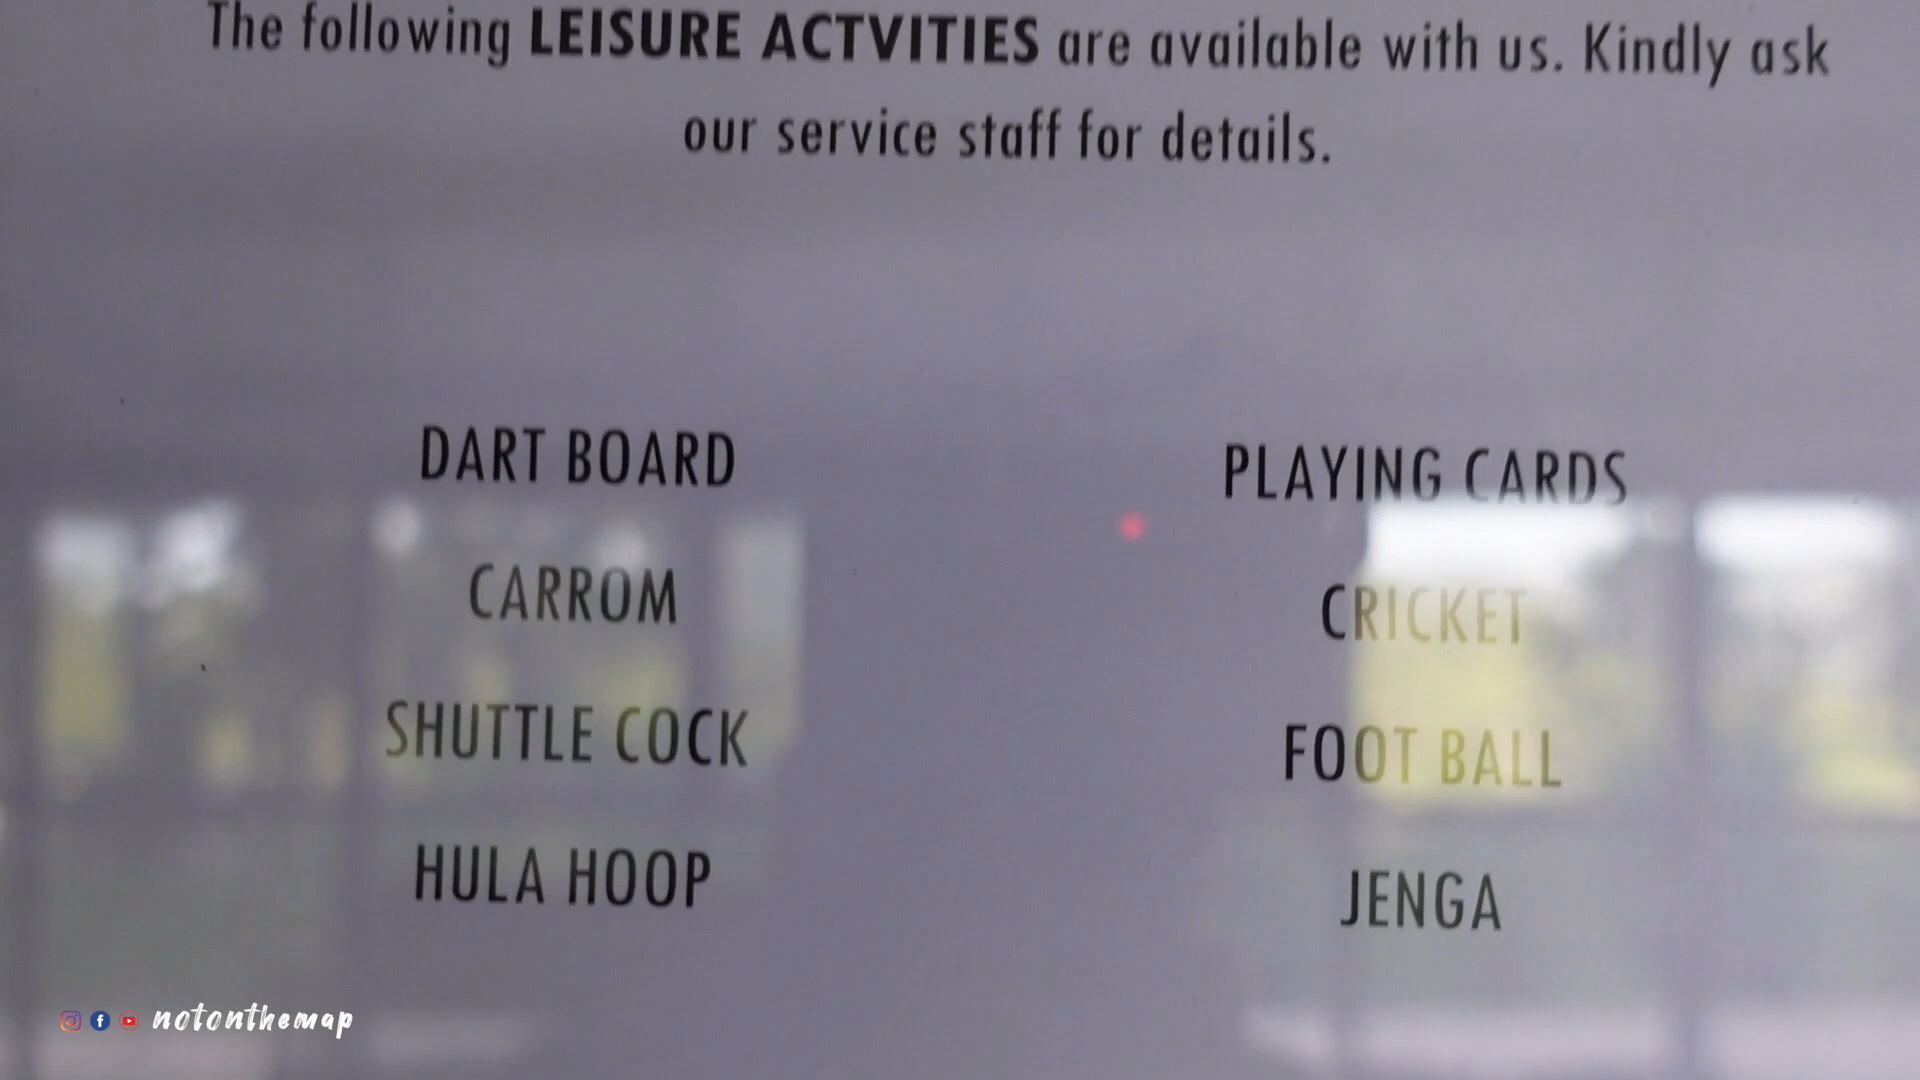 The following LEISURE ACTVITIES are available with us. Kindly ask
our service staff for details.
DART BOARD
PLAYING CARDS
CARROM
CRICKET
SHUTTLE COCK
FOOT BALL
HULA HOOP
JENGA
notonthemap